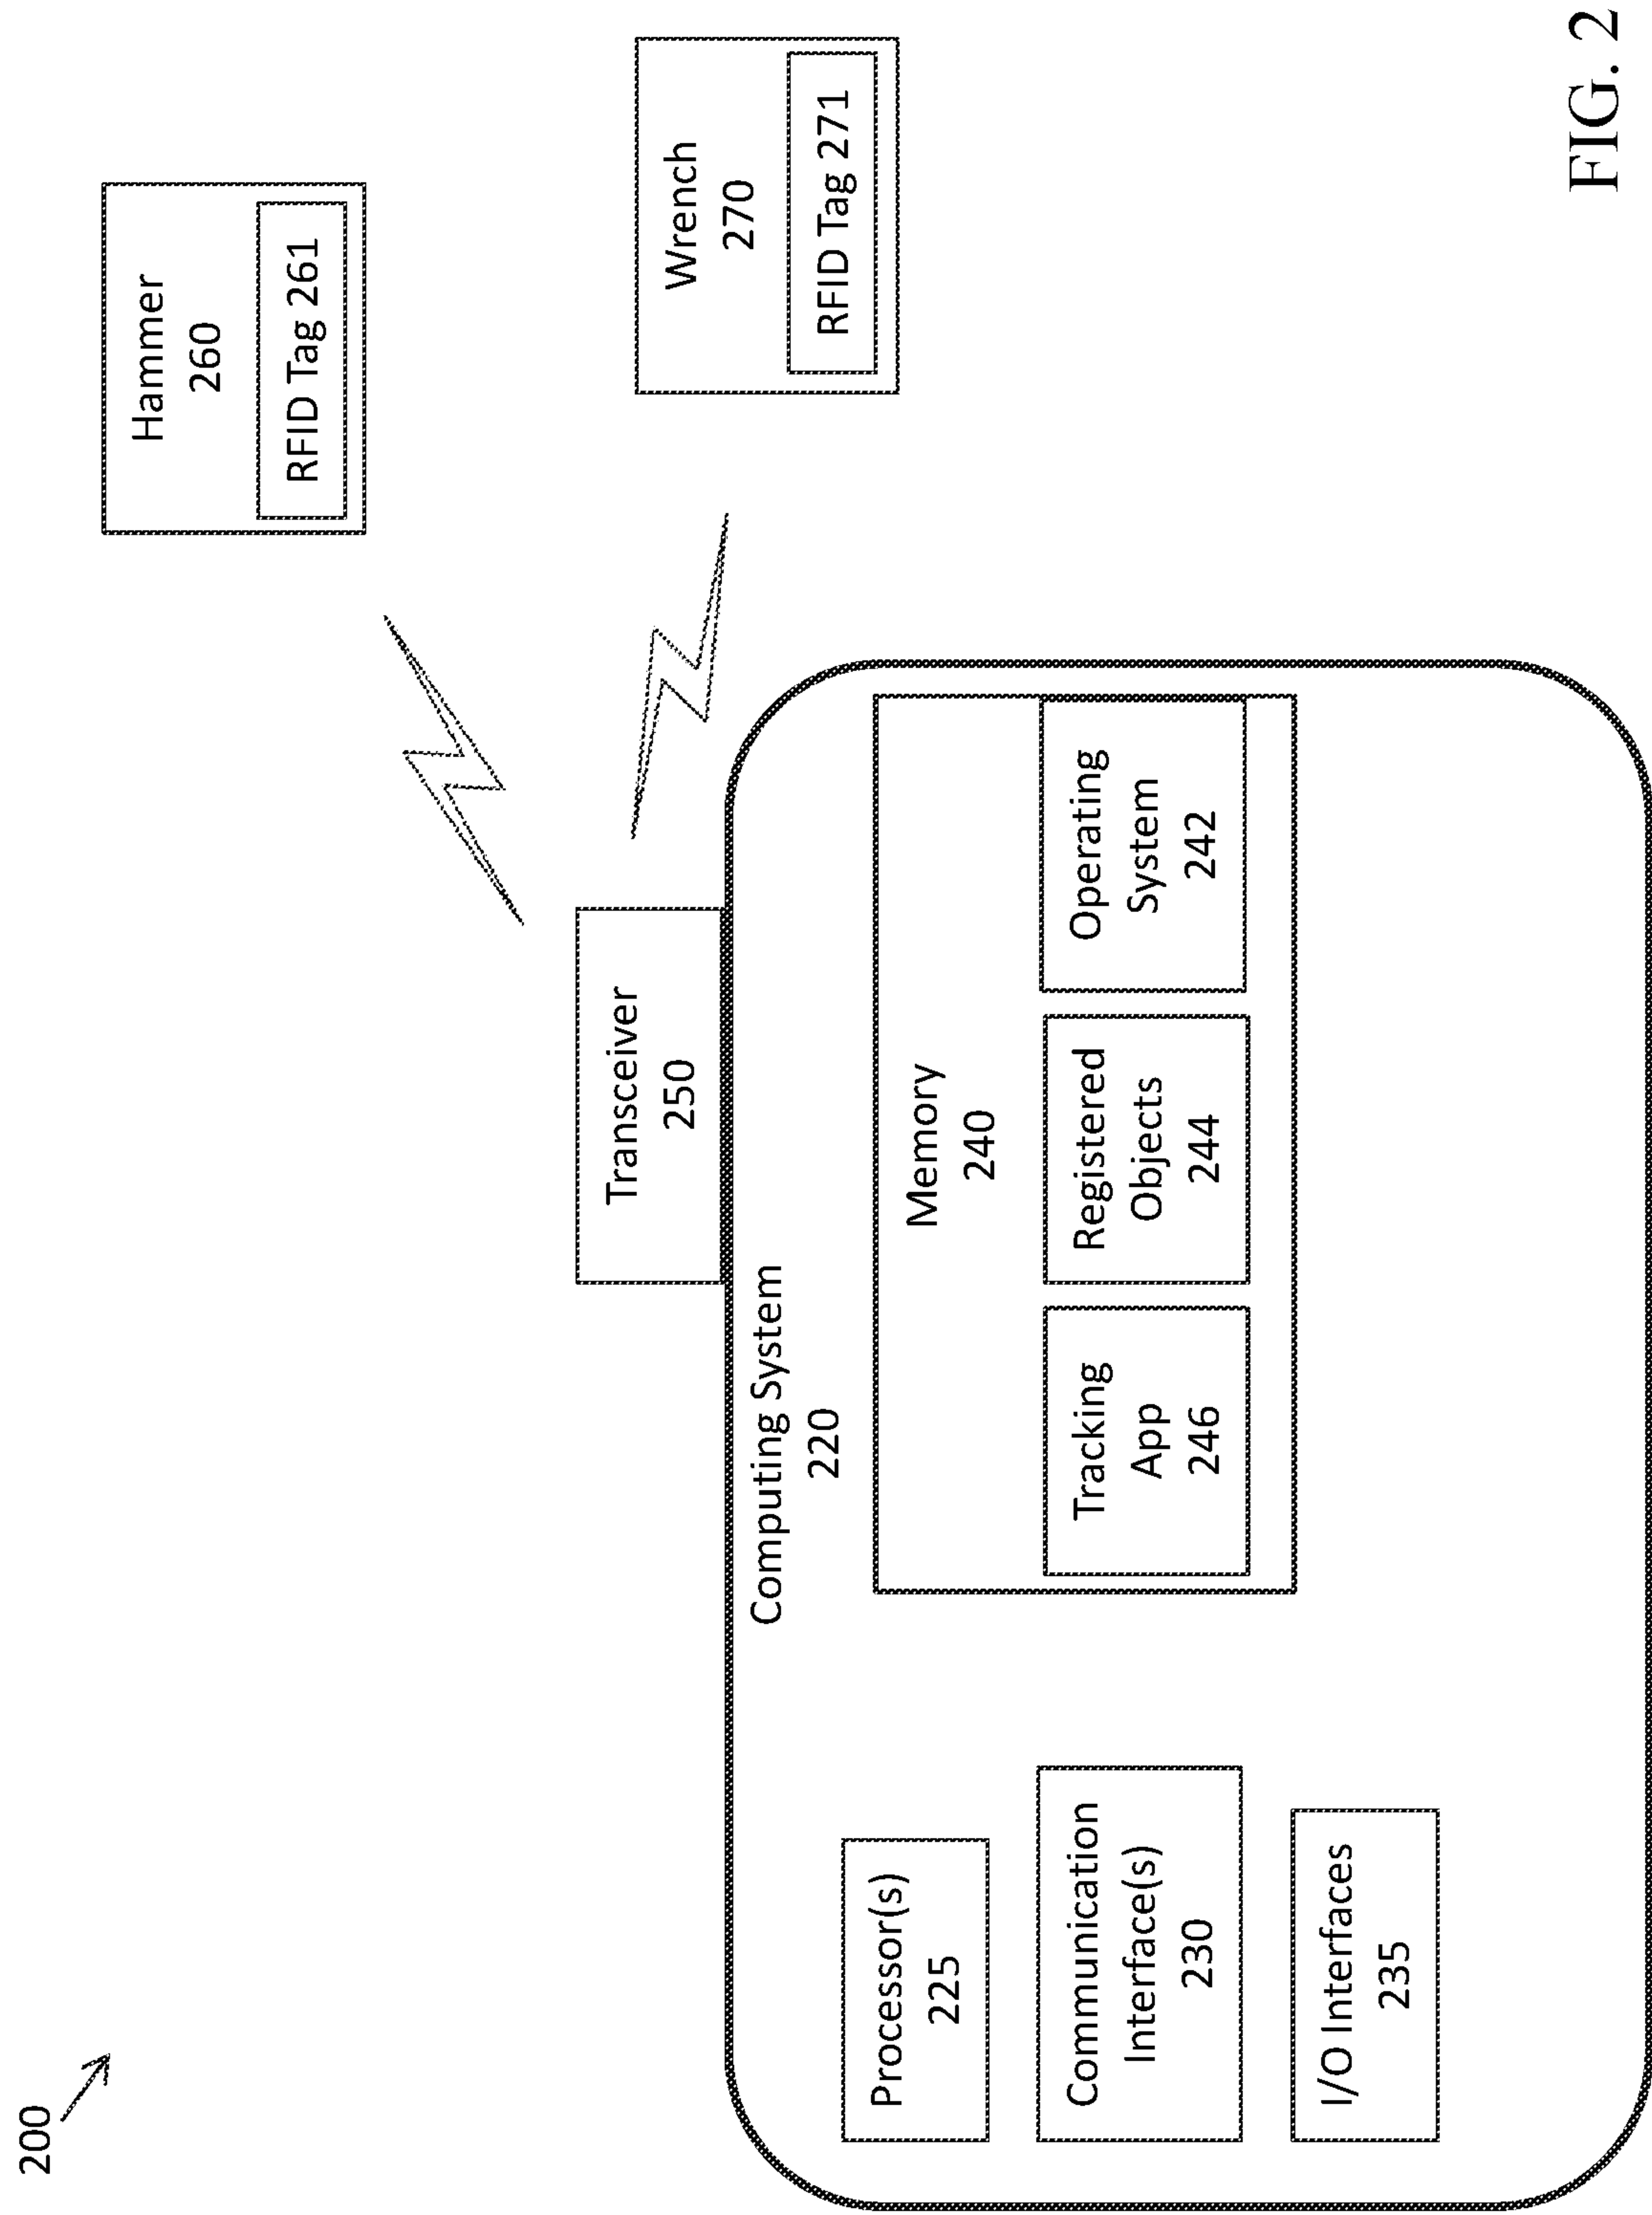 200
Hammer
260
RFID Tag 261
Wrench
270
RFID Tag 271
Transceiver
250
Computing System
220
Processor(s)
225
Communication
Interface(s)
230
I/O Interfaces
235
Memory
240
Tracking
App
246
Registered
Objects
244
Operating
System
242
FIG. 2